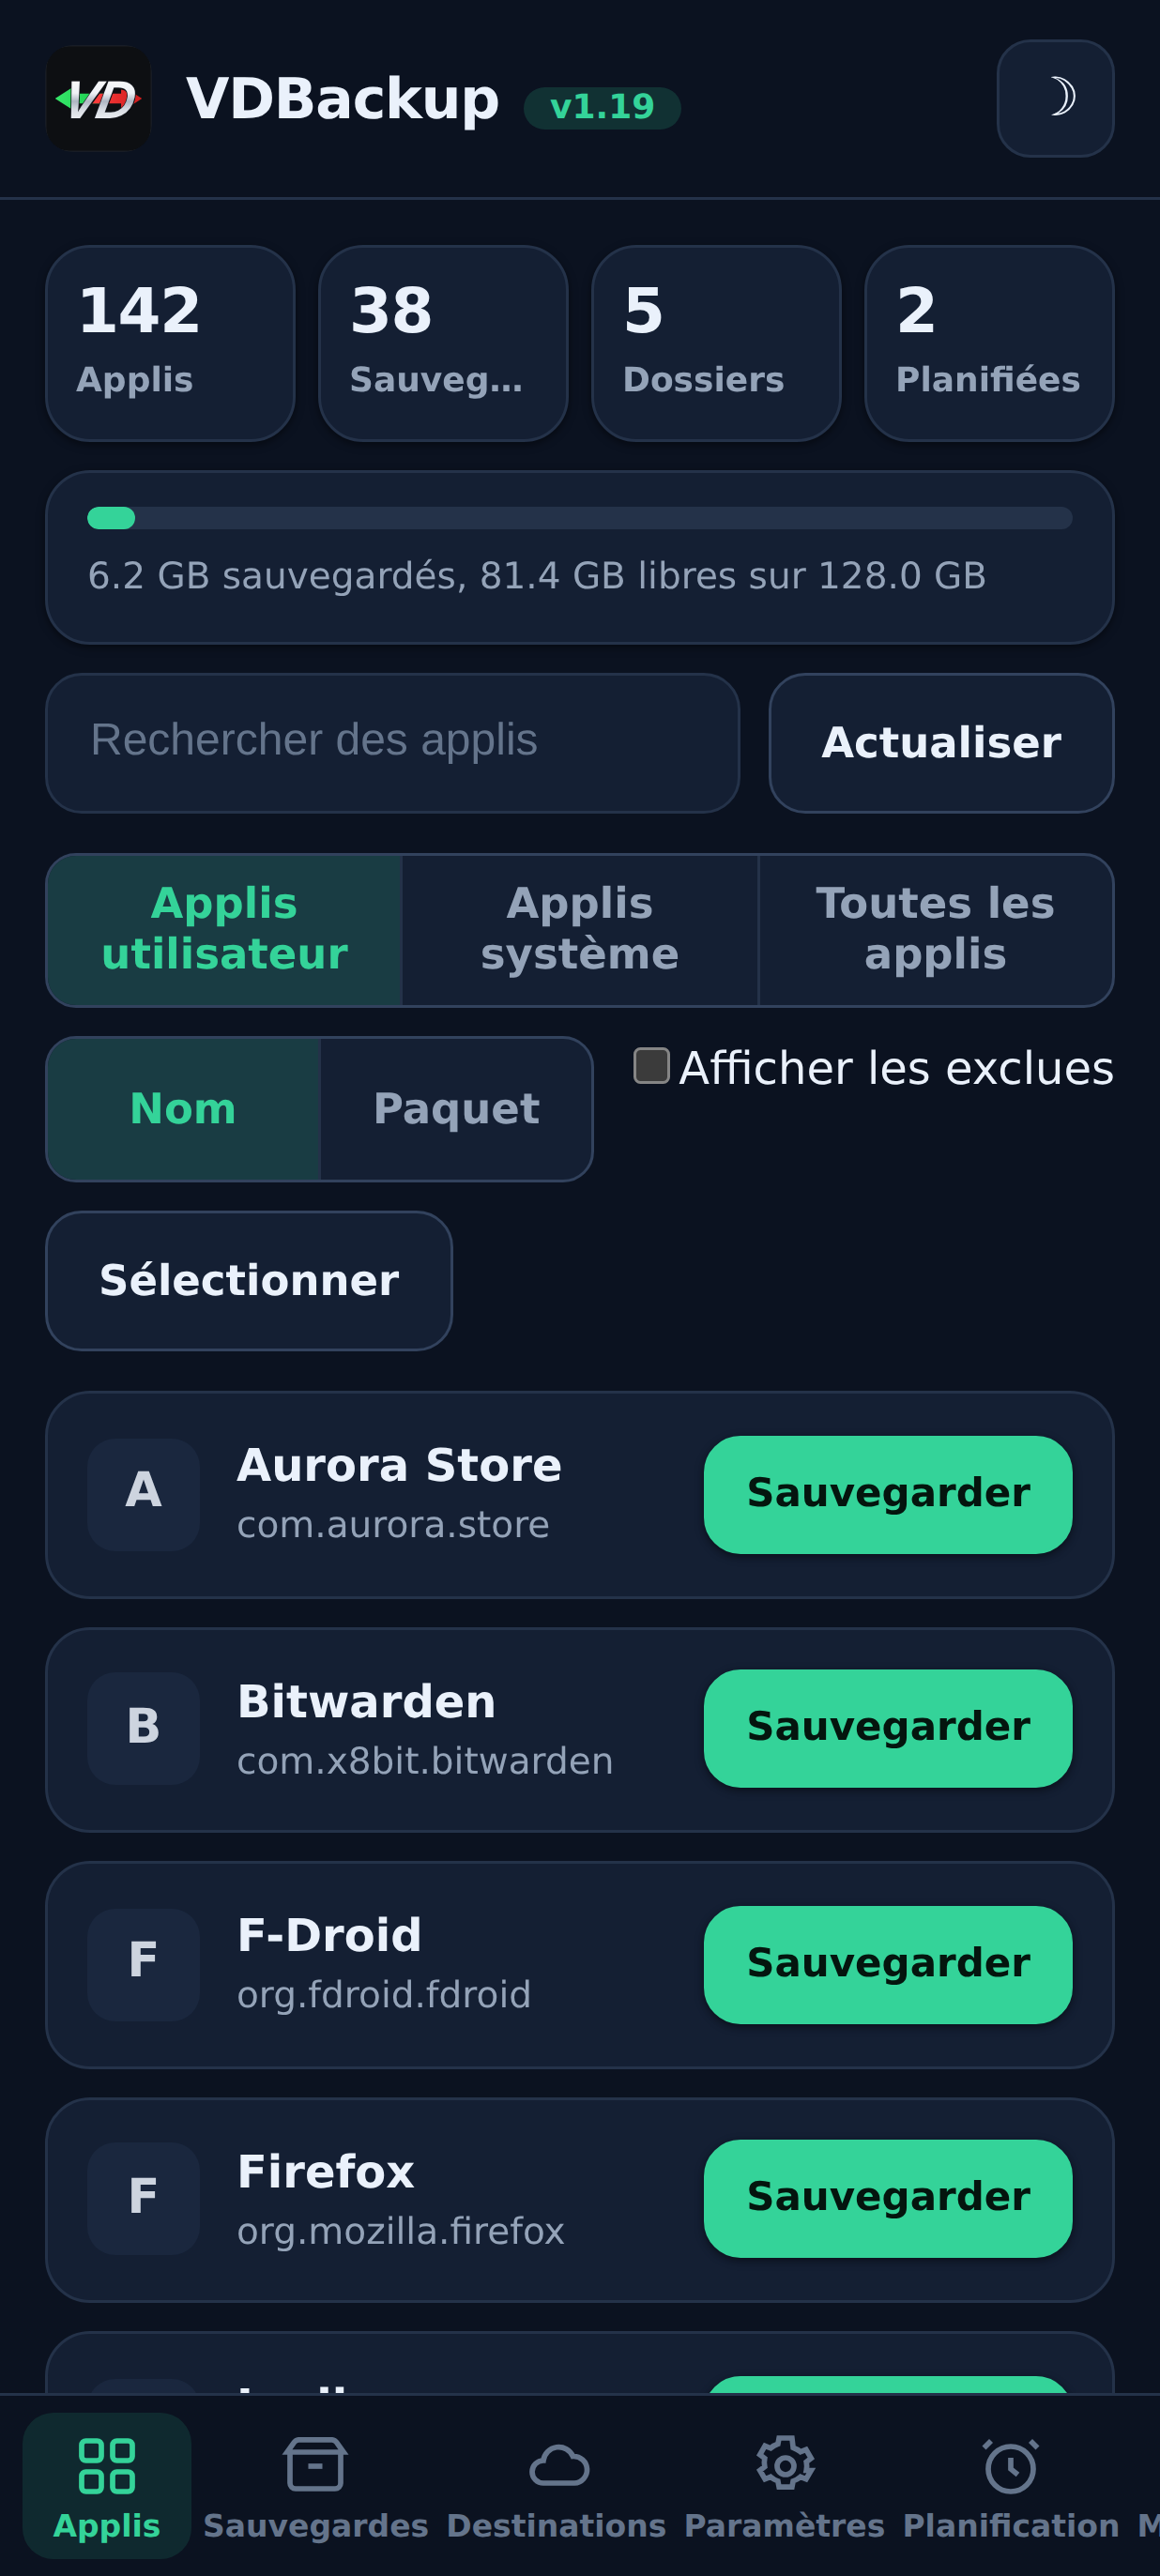 VD
VDBackup v1.19
142
Applis
38
Sauveg…
5
Dossiers
2
Planifiées
6.2 GB sauvegardés, 81.4 GB libres sur 128.0 GB
Rechercher des applis
Actualiser
Applis
utilisateur
Applis
système
Toutes les
applis
Nom
Paquet
Afficher les exclues
Sélectionner
A
Aurora Store
com.aurora.store
Sauvegarder
B
Bitwarden
com.x8bit.bitwarden
Sauvegarder
F
F-Droid
org.fdroid.fdroid
Sauvegarder
F
Firefox
org.mozilla.firefox
Sauvegarder
Applis
Sauvegardes
Destinations
Paramètres
Planification